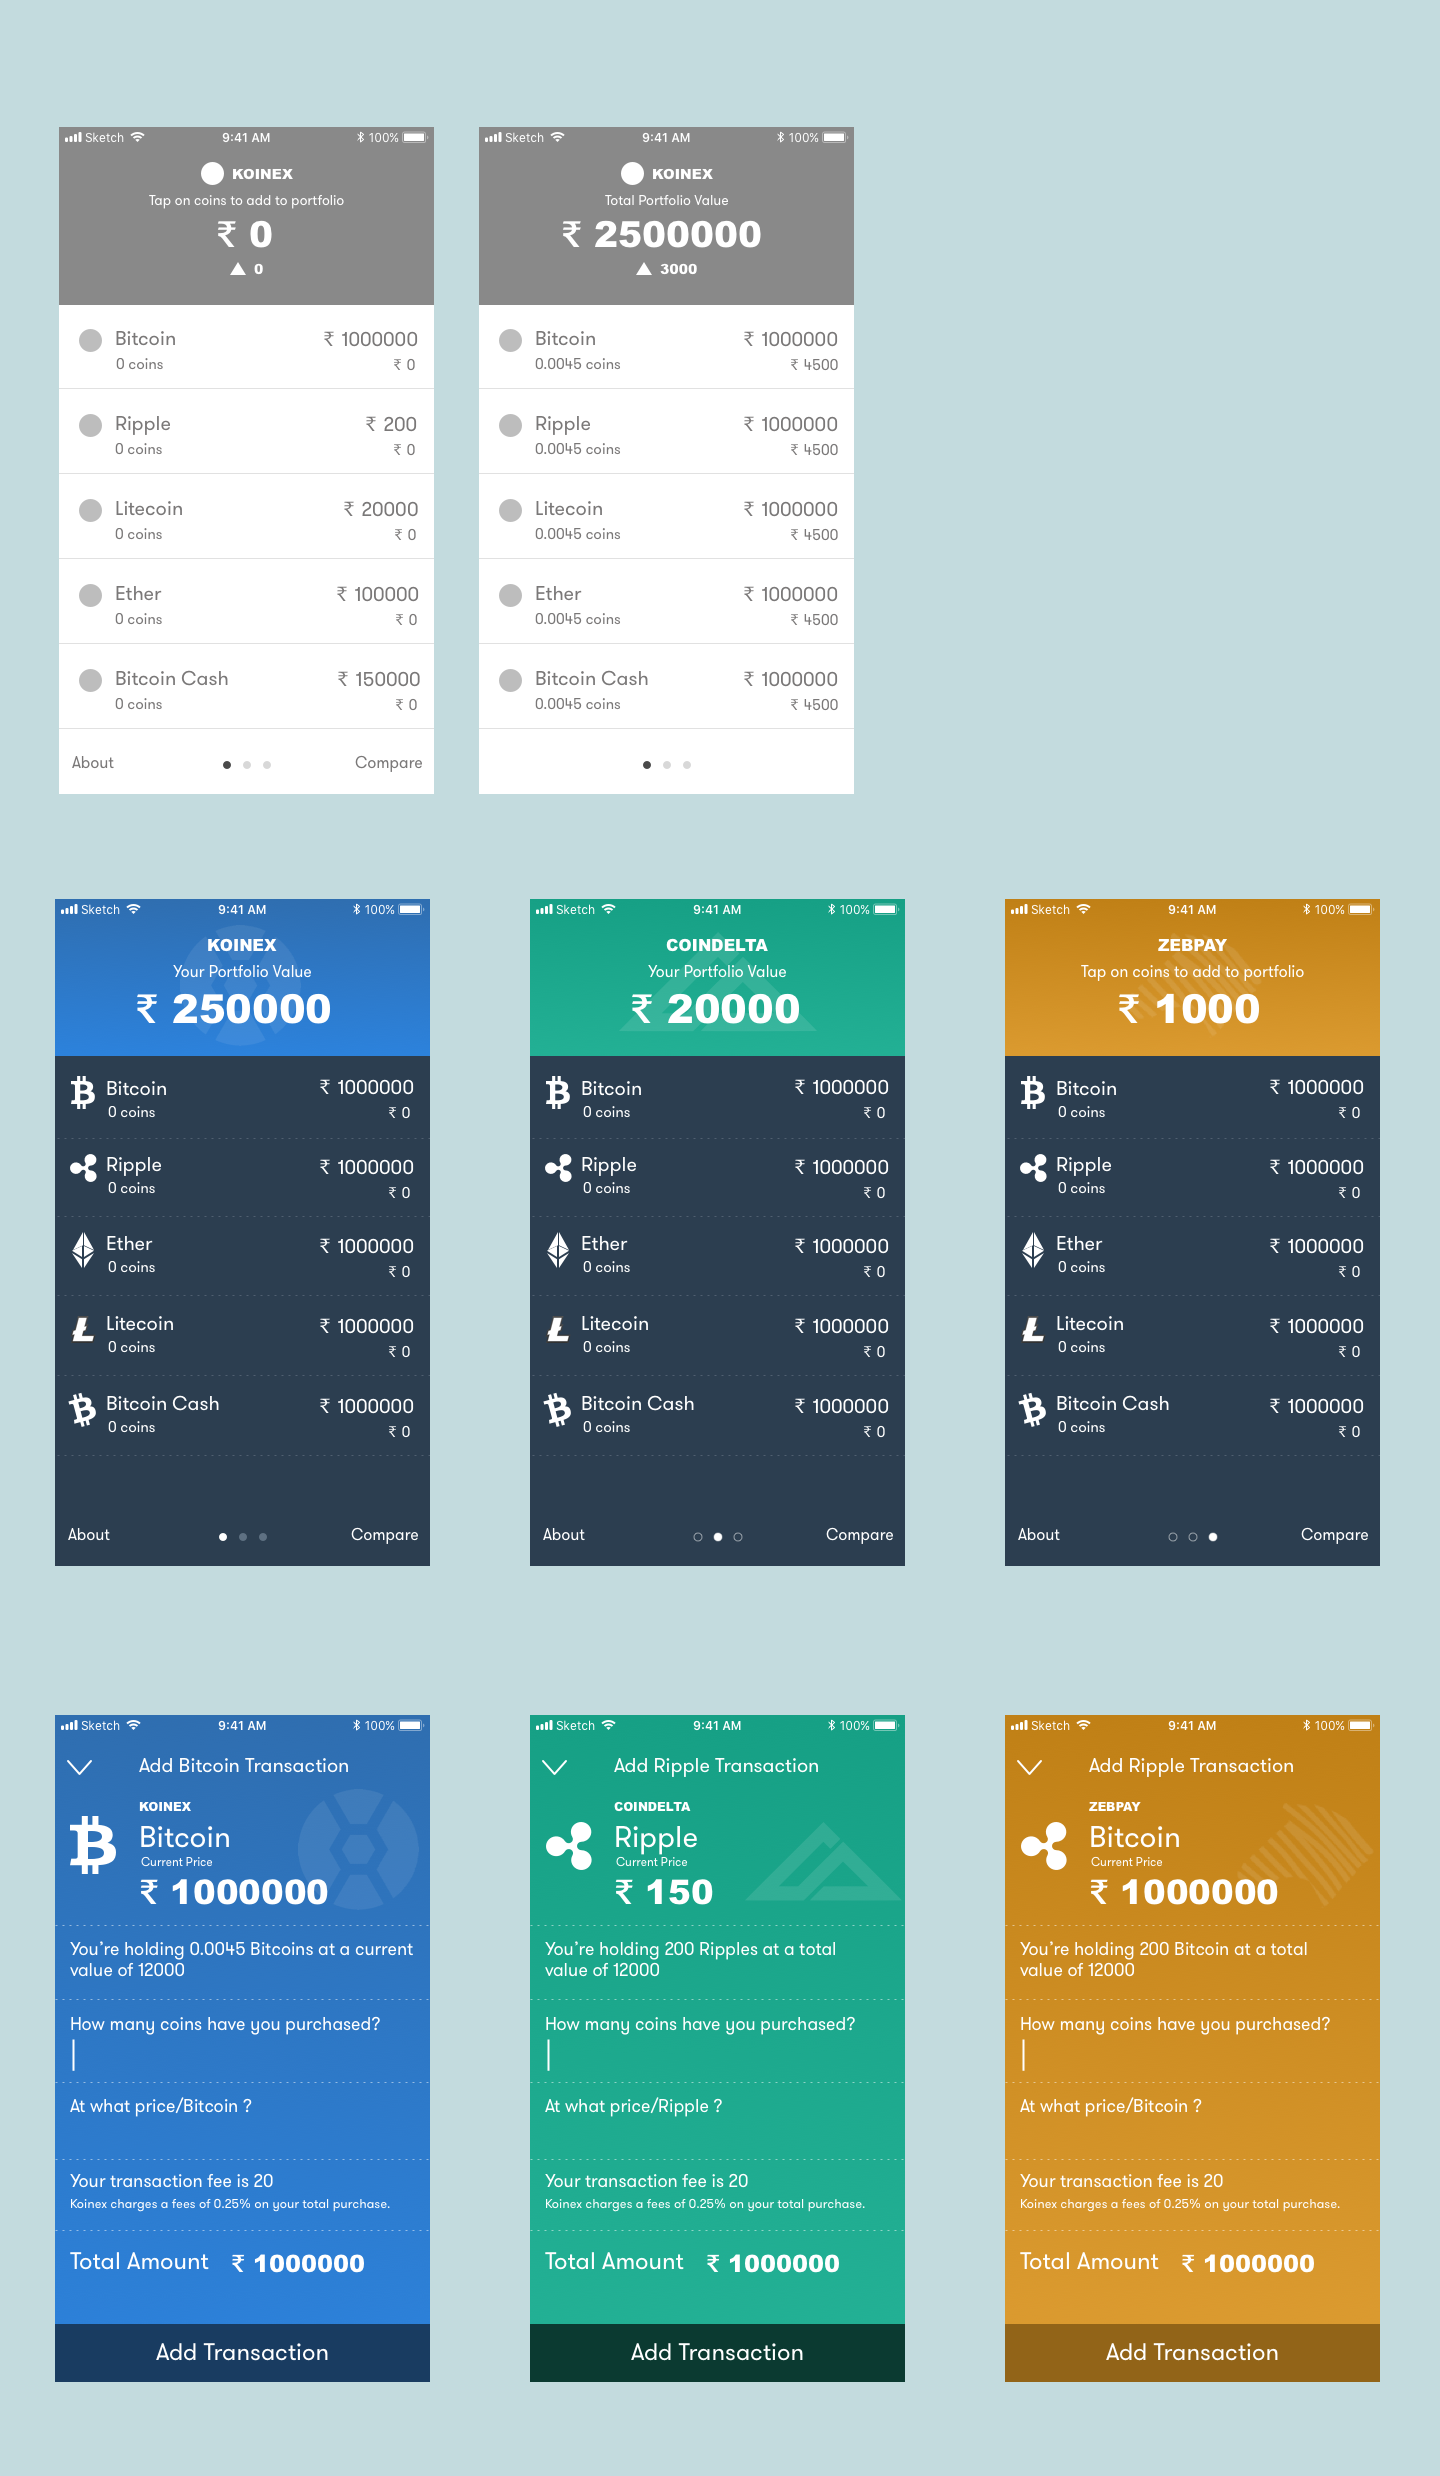 Sketch 9:41 AM 100%
KOINEX
Tap on coins to add to portfolio
₹ 0
0
Bitcoin ₹ 1000000
0 coins ₹ 0
Ripple ₹ 200
0 coins ₹ 0
Litecoin ₹ 20000
0 coins ₹ 0
Ether ₹ 100000
0 coins ₹ 0
Bitcoin Cash ₹ 150000
0 coins ₹ 0
About Compare
Sketch 9:41 AM 100%
KOINEX
Total Portfolio Value
₹ 2500000
3000
Bitcoin ₹ 1000000
0.0045 coins ₹ 4500
Ripple ₹ 1000000
0.0045 coins ₹ 4500
Litecoin ₹ 1000000
0.0045 coins ₹ 4500
Ether ₹ 1000000
0.0045 coins ₹ 4500
Bitcoin Cash ₹ 1000000
0.0045 coins ₹ 4500
Sketch 9:41 AM 100%
KOINEX
Your Portfolio Value
₹ 250000
Bitcoin ₹ 1000000
0 coins ₹ 0
Ripple ₹ 1000000
0 coins ₹ 0
Ether ₹ 1000000
0 coins ₹ 0
Litecoin ₹ 1000000
0 coins ₹ 0
Bitcoin Cash ₹ 1000000
0 coins ₹ 0
About Compare
Sketch 9:41 AM 100%
COINDELTA
Your Portfolio Value
₹ 20000
Bitcoin ₹ 1000000
0 coins ₹ 0
Ripple ₹ 1000000
0 coins ₹ 0
Ether ₹ 1000000
0 coins ₹ 0
Litecoin ₹ 1000000
0 coins ₹ 0
Bitcoin Cash ₹ 1000000
0 coins ₹ 0
About Compare
Sketch 9:41 AM 100%
ZEBPAY
Tap on coins to add to portfolio
₹ 1000
Bitcoin ₹ 1000000
0 coins ₹ 0
Ripple ₹ 1000000
0 coins ₹ 0
Ether ₹ 1000000
0 coins ₹ 0
Litecoin ₹ 1000000
0 coins ₹ 0
Bitcoin Cash ₹ 1000000
0 coins ₹ 0
About Compare
Sketch 9:41 AM 100%
Add Bitcoin Transaction
KOINEX
Bitcoin
Current Price
₹ 1000000
You're holding 0.0045 Bitcoins at a current
value of 12000
How many coins have you purchased?
At what price/Bitcoin ?
Your transaction fee is 20
Koinex charges a fees of 0.25% on your total purchase.
Total Amount ₹ 1000000
Add Transaction
Sketch 9:41 AM 100%
Add Ripple Transaction
COINDELTA
Ripple
Current Price
₹ 150
You're holding 200 Ripples at a total
value of 12000
How many coins have you purchased?
At what price/Ripple ?
Your transaction fee is 20
Koinex charges a fees of 0.25% on your total purchase.
Total Amount ₹ 1000000
Add Transaction
Sketch 9:41 AM 100%
Add Ripple Transaction
ZEBPAY
Bitcoin
Current Price
₹ 1000000
You're holding 200 Bitcoin at a total
value of 12000
How many coins have you purchased?
At what price/Bitcoin ?
Your transaction fee is 20
Koinex charges a fees of 0.25% on your total purchase.
Total Amount ₹ 1000000
Add Transaction